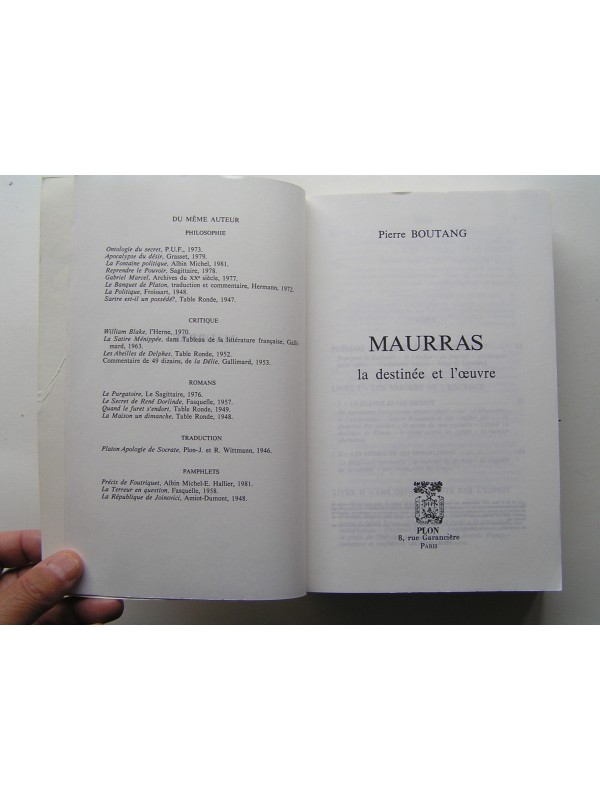 DU MÊME AUTEUR
PHILOSOPHIE
Ontologie du secret, P.U.F., 1973.
Apocalypse du désir, Grasset, 1979.
La Fontaine politique, Albin Michel, 1981.
Reprendre le Pouvoir, Sagittaire, 1978.
Gabriel Marcel, Archives du XXe siècle, 1977.
Le Banquet de Platon, traduction et commentaire, Hermann, 1972.
La Politique, Froissart, 1948.
Sartre est-il un possédé?, Table Ronde, 1947.
CRITIQUE
William Blake, l'Herne, 1970.
La Satire Ménippée, dans Tableau de la littérature française, Galli-
mard, 1963.
Les Abeilles de Delphes, Table Ronde, 1952.
Commentaire de 49 dizains, de la Délie, Gallimard, 1953.
ROMANS
Le Purgatoire, Le Sagittaire, 1976.
Le Secret de René Dorlinde, Fasquelle, 1957.
Quand le furet s'endort, Table Ronde, 1949.
La Maison un dimanche, Table Ronde, 1948.
TRADUCTION
Platon Apologie de Socrate, Plon-J. et R. Wittmann, 1946.
PAMPHLETS
Précis de Foutriquet, Albin Michel-E. Hallier, 1981.
La Terreur en question, Fasquelle, 1958.
La République de Joinovici, Amiot-Dumont, 1948.
Pierre BOUTANG
MAURRAS
la destinée et l'œuvre
PLON
8, rue Garancière
PARIS